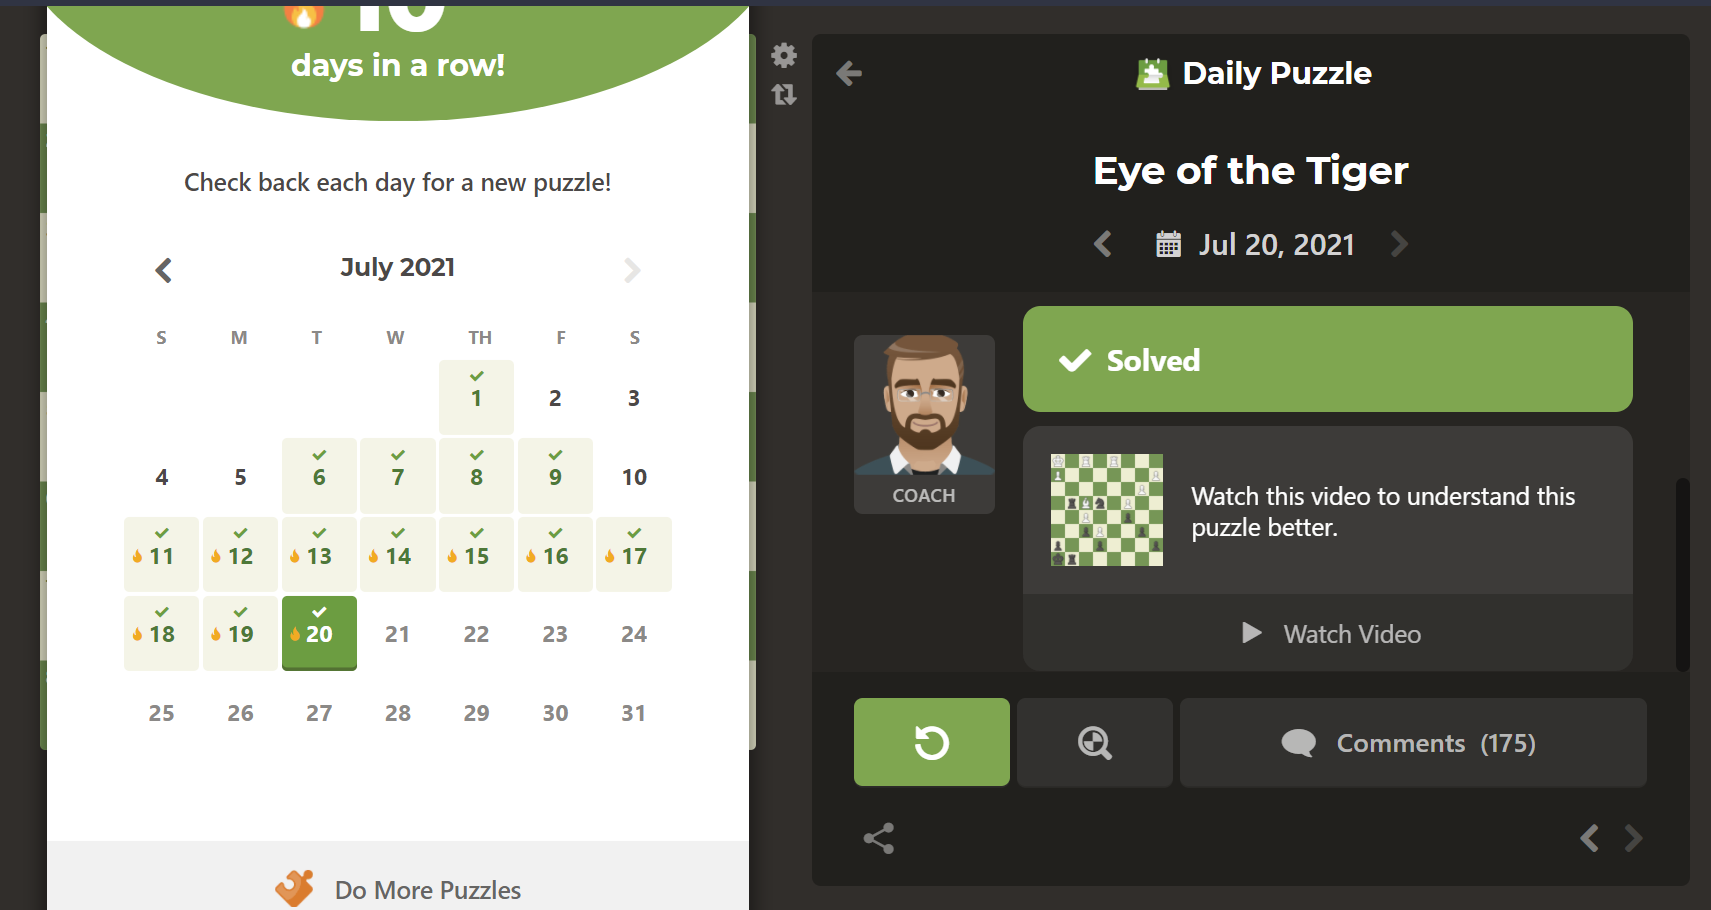 10
days in a row!
Check back each day for a new puzzle!
July 2021
S M T W TH F S
1 2 3
4 5 6 7 8 9 10
11 12 13 14 15 16 17
18 19 20 21 22 23 24
25 26 27 28 29 30 31
Do More Puzzles
Daily Puzzle
Eye of the Tiger
Jul 20, 2021
Solved
COACH
Watch this video to understand this
puzzle better.
Watch Video
Comments (175)